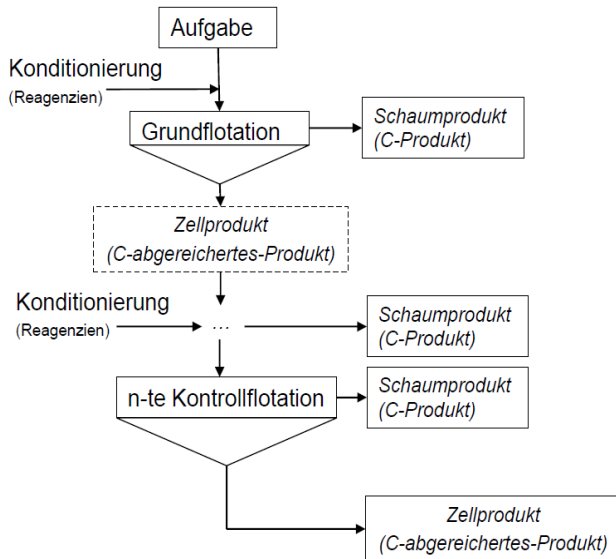 Aufgabe
Konditionierung
(Reagenzien)
Grundflotation
Schaumprodukt
(C-Produkt)
Zellprodukt
(C-abgereichertes-Produkt)
Konditionierung
(Reagenzien)
...
Schaumprodukt
(C-Produkt)
n-te Kontrollflotation
Schaumprodukt
(C-Produkt)
Zellprodukt
(C-abgereichertes-Produkt)